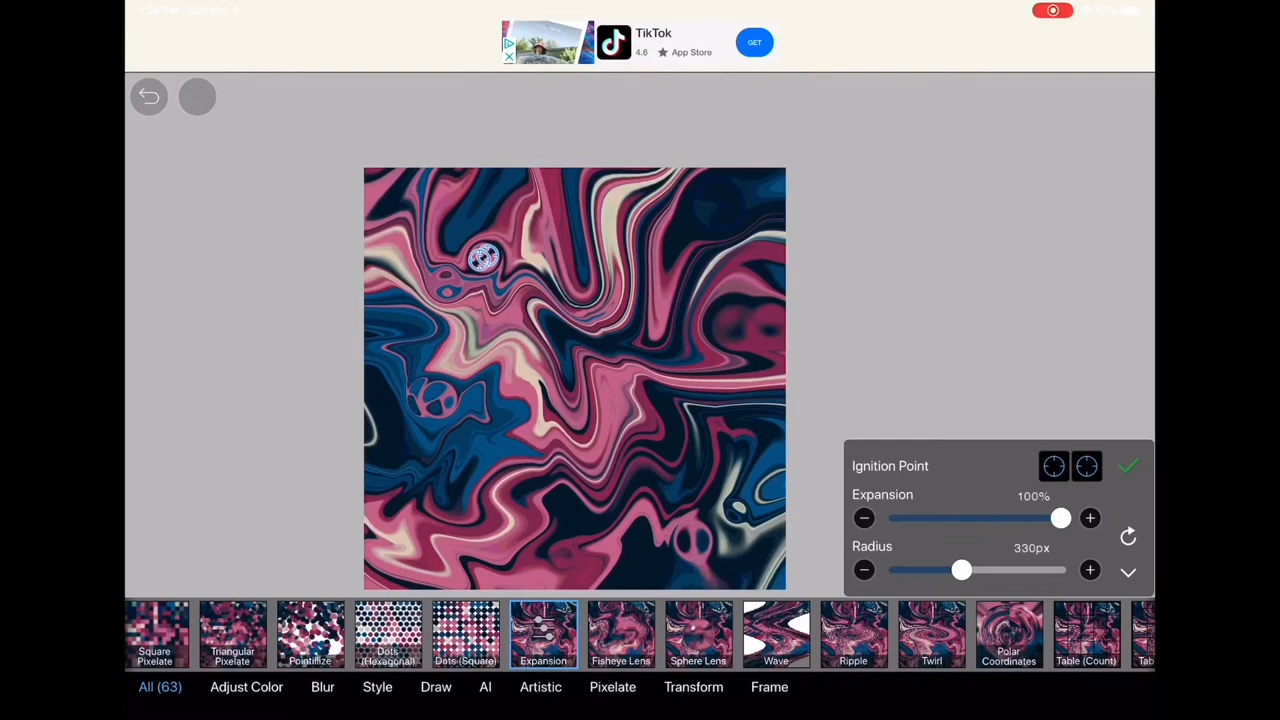 TikTok
4.6 ★ App Store
GET
Ignition Point
Expansion
100%
Radius
330px
Square Pixelate
Triangular Pixelate
Pointillize
Dots (Hexagonal)
Dots (Square)
Expansion
Fisheye Lens
Sphere Lens
Wave
Ripple
Twirl
Polar Coordinates
Table (Count)
All (63)
Adjust Color
Blur
Style
Draw
AI
Artistic
Pixelate
Transform
Frame